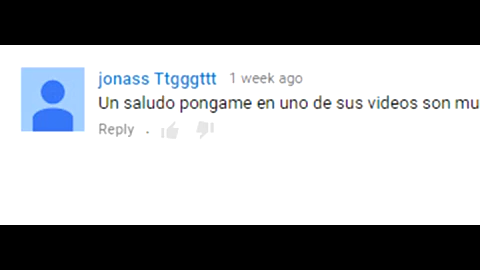 jonass Ttgggttt 1 week ago
Un saludo pongame en uno de sus videos son mu
Reply .